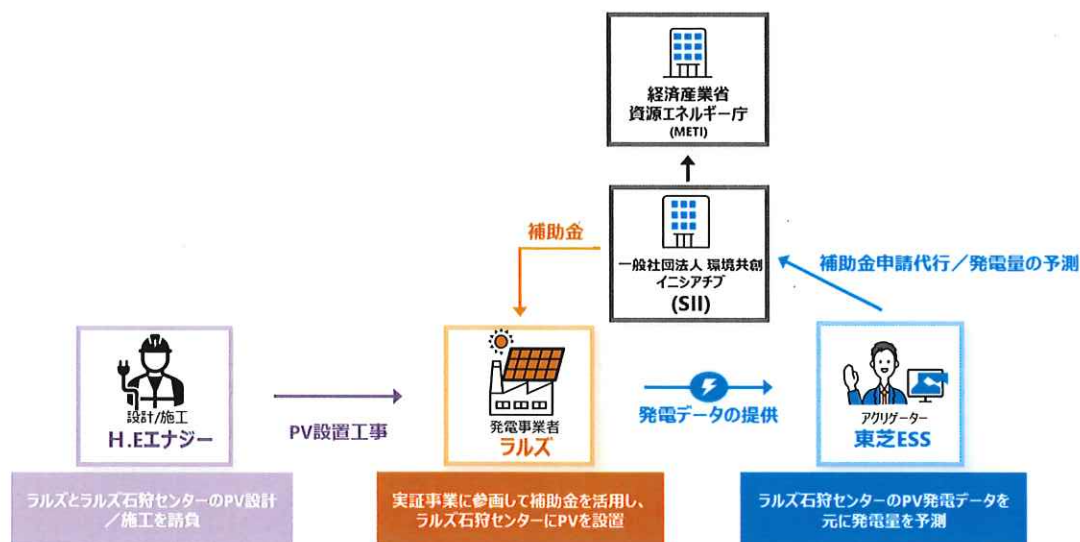 経済産業省
資源エネルギー庁
(METI)
補助金
一般社団法人 環境共創
イニシアチブ
(SII)
補助金申請代行／発電量の予測
設計/施工
H.Eエナジー
PV設置工事
発電事業者
ラルズ
発電データの提供
アグリゲーター
東芝ESS
ラルズとラルズ石狩センターのPV設計
／施工を請負
実証事業に参画して補助金を活用し、
ラルズ石狩センターにPVを設置
ラルズ石狩センターのPV発電データを
元に発電量を予測